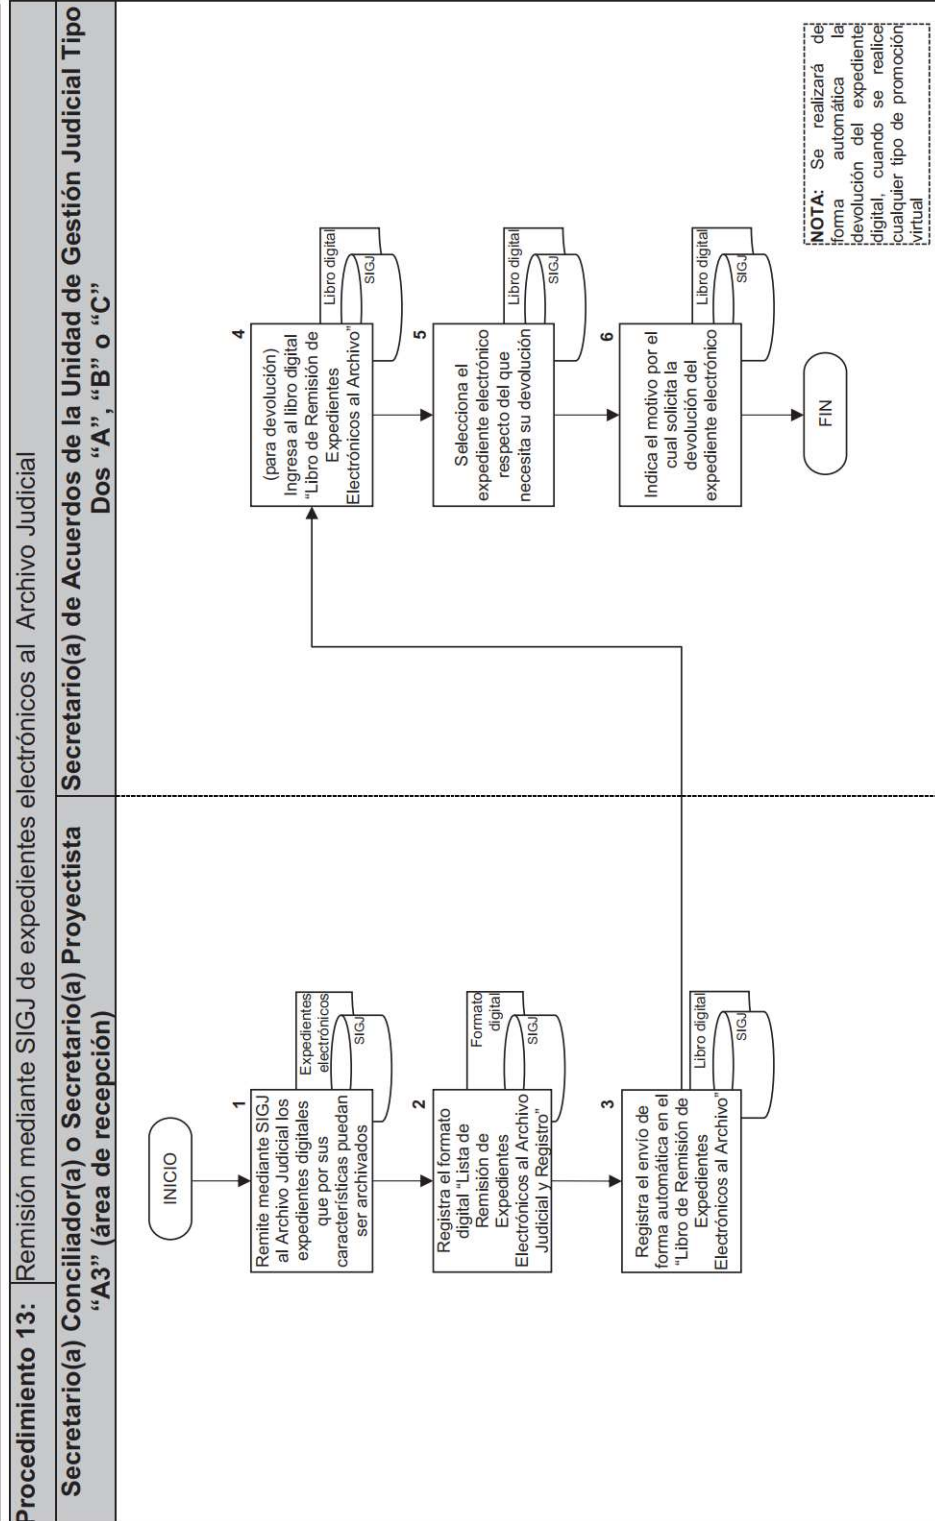 Procedimiento 13: Remisión mediante SIGJ de expedientes electrónicos al Archivo Judicial
Secretario(a) Conciliador(a) o Secretario(a) Proyectista
“A3” (área de recepción)
Secretario(a) de Acuerdos de la Unidad de Gestión Judicial Tipo
Dos “A”, “B” o “C”
INICIO
1
Remite mediante SIGJ
al Archivo Judicial los
expedientes digitales
que por sus
características puedan
ser archivados
Expedientes
electrónicos
SIGJ
2
Registra el formato
digital “Lista de
Remisión de
Expedientes
Electrónicos al Archivo
Judicial y Registro”
Formato
digital
SIGJ
3
Registra el envío de
forma automática en el
“Libro de Remisión de
Expedientes
Electrónicos al Archivo”
Libro digital
SIGJ
4
(para devolución)
Ingresa al libro digital
“Libro de Remisión de
Expedientes
Electrónicos al Archivo”
Libro digital
SIGJ
5
Selecciona el
expediente electrónico
respecto del que
necesita su devolución
Libro digital
SIGJ
6
Indica el motivo por el
cual solicita la
devolución del
expediente electrónico
Libro digital
SIGJ
FIN
NOTA: Se realizará de
forma automática la
devolución del expediente
digital, cuando se realice
cualquier tipo de promoción
virtual